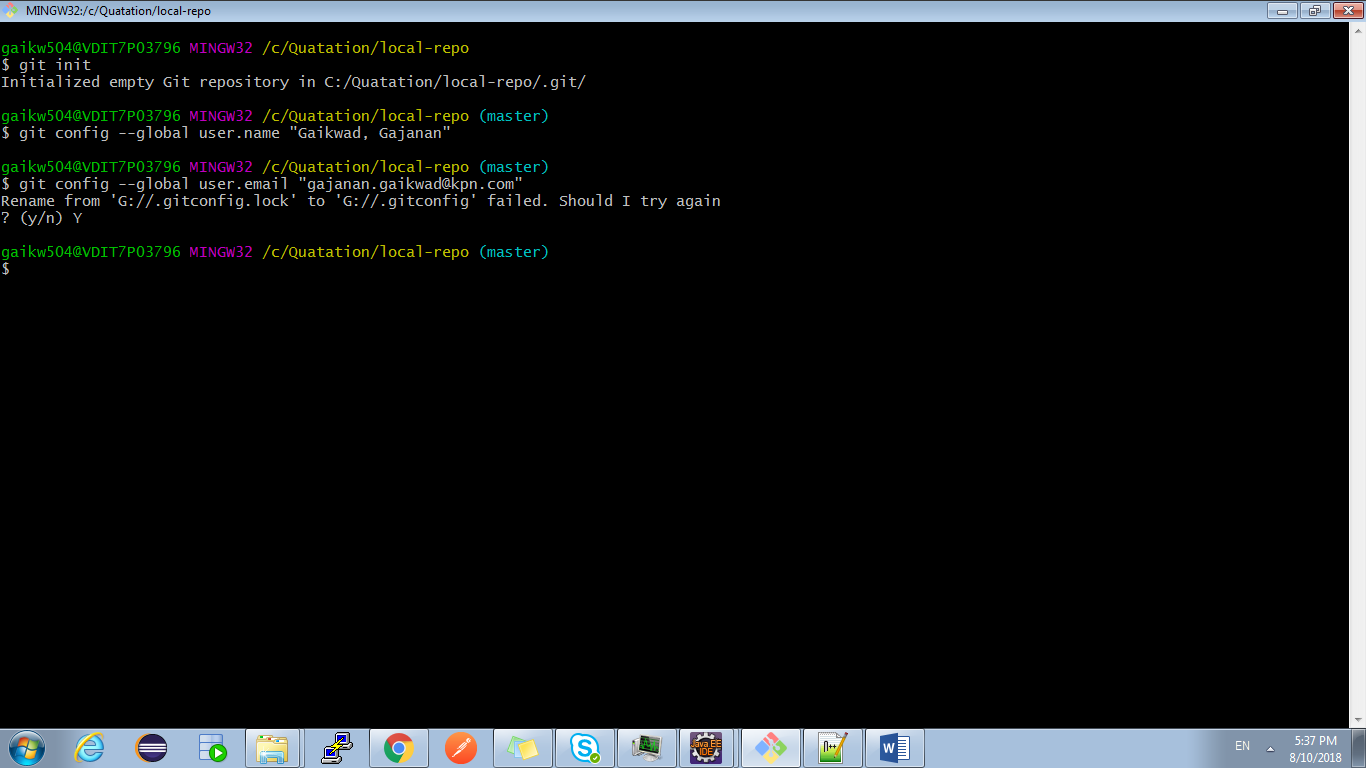 MINGW32:/c/Quatation/local-repo
gaikw504@VDIT7P03796 MINGW32 /c/Quatation/local-repo
$ git init
Initialized empty Git repository in C:/Quatation/local-repo/.git/
gaikw504@VDIT7P03796 MINGW32 /c/Quatation/local-repo (master)
$ git config --global user.name "Gaikwad, Gajanan"
gaikw504@VDIT7P03796 MINGW32 /c/Quatation/local-repo (master)
$ git config --global user.email "gajanan.gaikwad@kpn.com"
Rename from 'G://.gitconfig.lock' to 'G://.gitconfig' failed. Should I try again
? (y/n) Y
gaikw504@VDIT7P03796 MINGW32 /c/Quatation/local-repo (master)
$
Java EE
IDE
EN
5:37 PM
8/10/2018